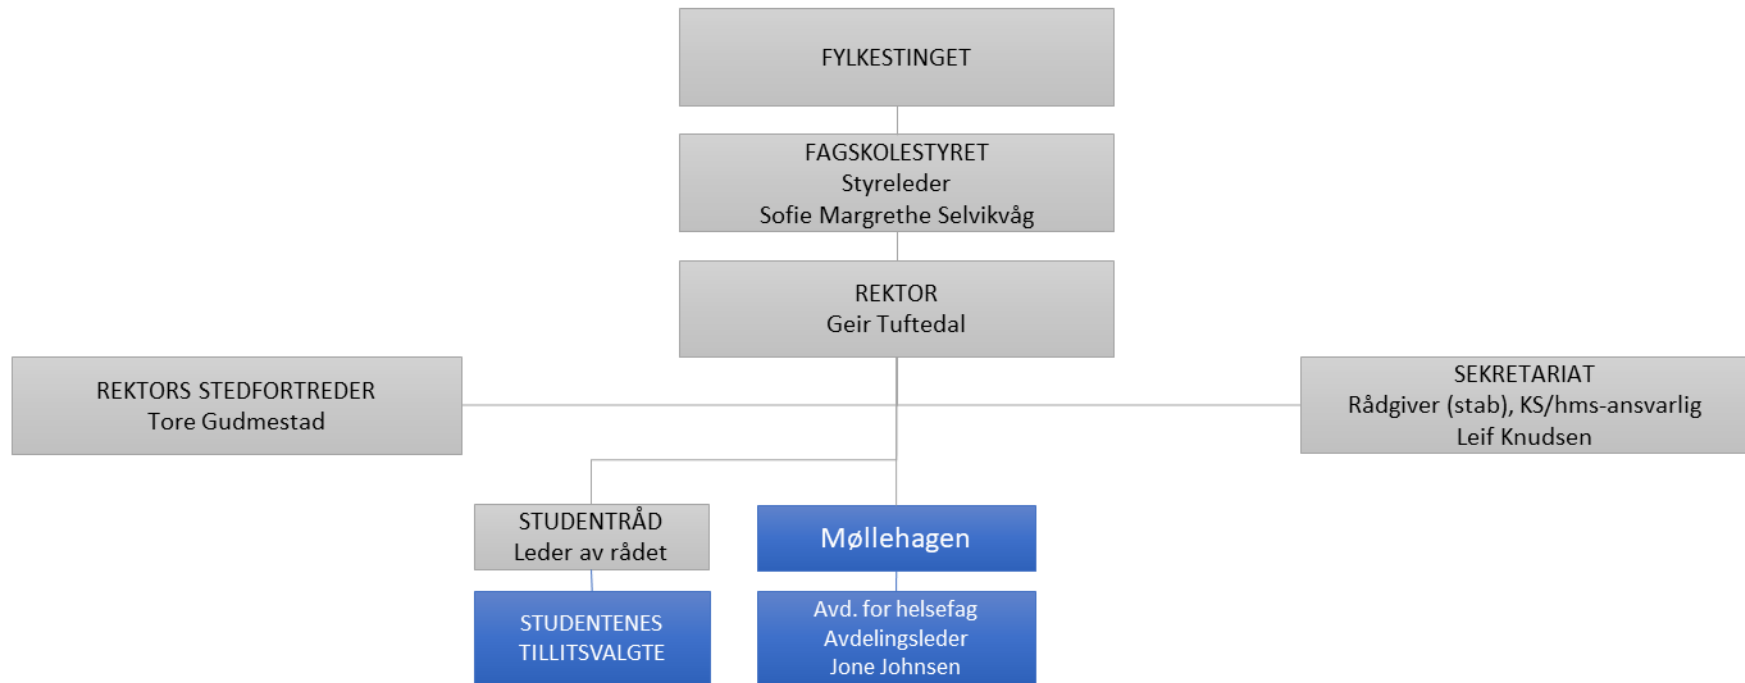 FYLKESTINGET
FAGSKOLESTYRET
Styreleder
Sofie Margrethe Selvikvåg
REKTOR
Geir Tuftedal
REKTORS STEDFORTREDER
Tore Gudmestad
SEKRETARIAT
Rådgiver (stab), KS/hms-ansvarlig
Leif Knudsen
STUDENTRÅD
Leder av rådet
Møllehagen
STUDENTENES
TILLITSVALGTE
Avd. for helsefag
Avdelingsleder
Jone Johnsen